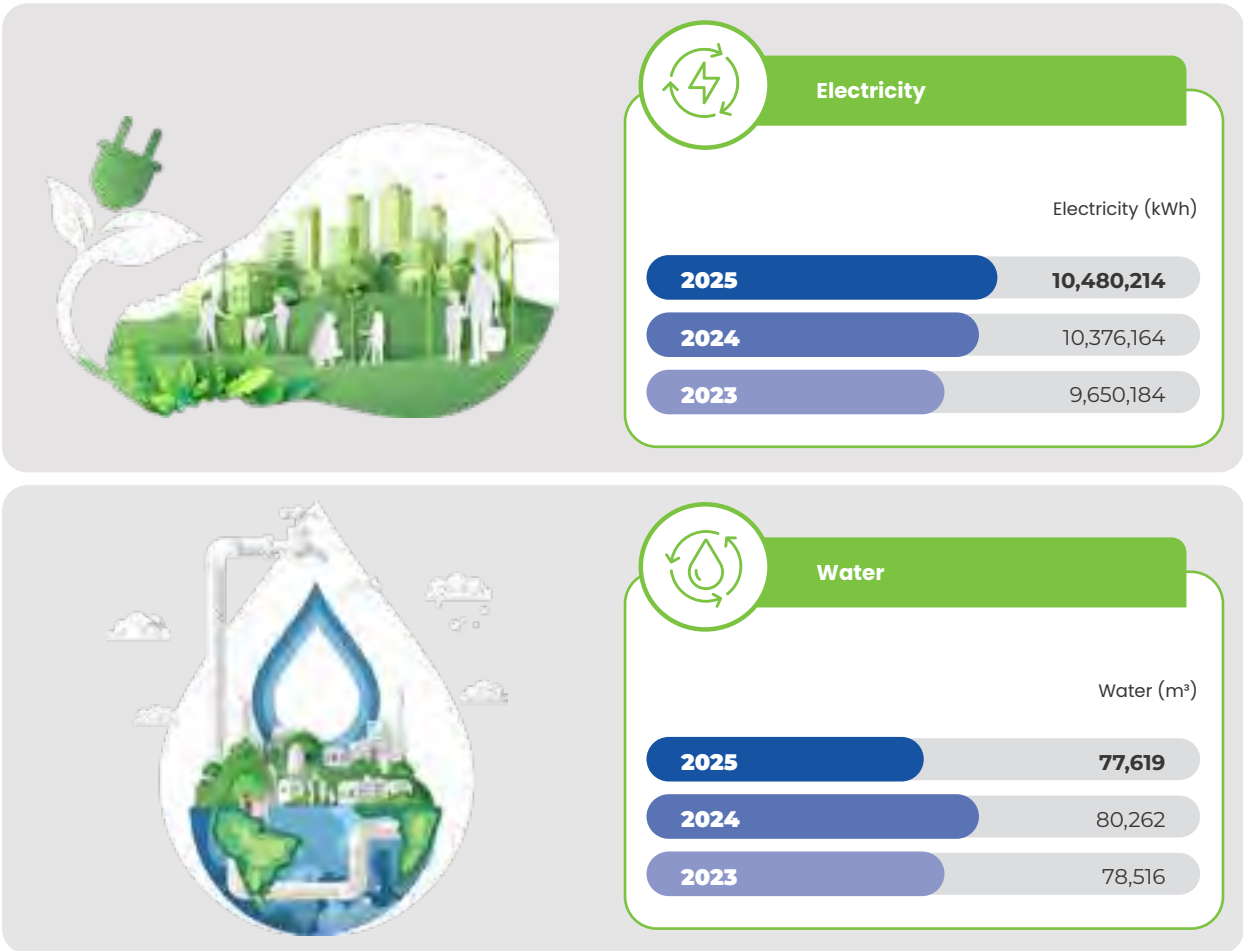 Electricity
Electricity (kWh)
2025 10,480,214
2024 10,376,164
2023 9,650,184
Water
Water (m³)
2025 77,619
2024 80,262
2023 78,516